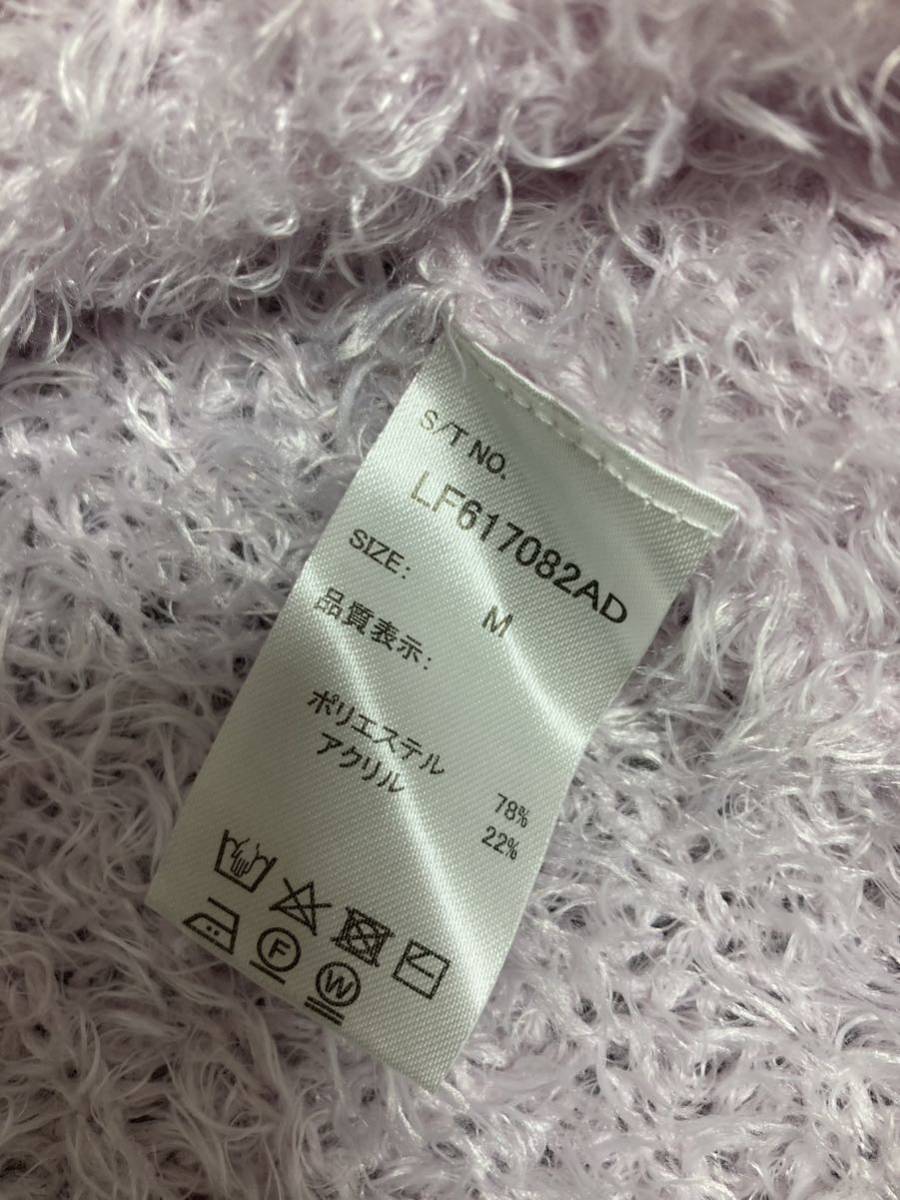 S/T NO.
LF617082AD
SIZE:
M
品質表示:
ポリエステル 78%
アクリル 22%
F
W